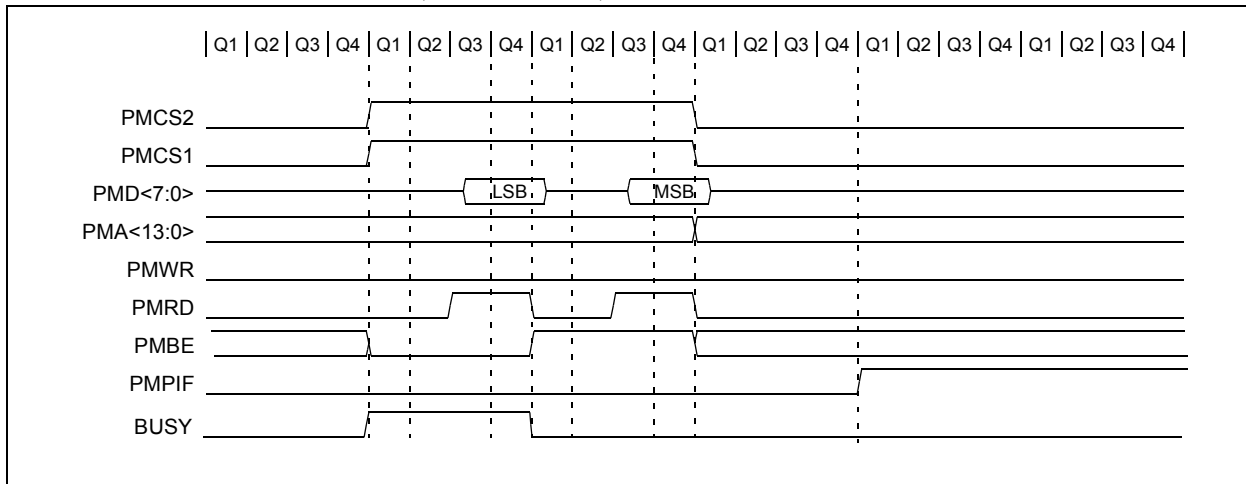 Q1 Q2 Q3 Q4 Q1 Q2 Q3 Q4 Q1 Q2 Q3 Q4 Q1 Q2 Q3 Q4 Q1 Q2 Q3 Q4 Q1 Q2 Q3 Q4
PMCS2
PMCS1
PMD<7:0> LSB MSB
PMA<13:0>
PMWR
PMRD
PMBE
PMPIF
BUSY